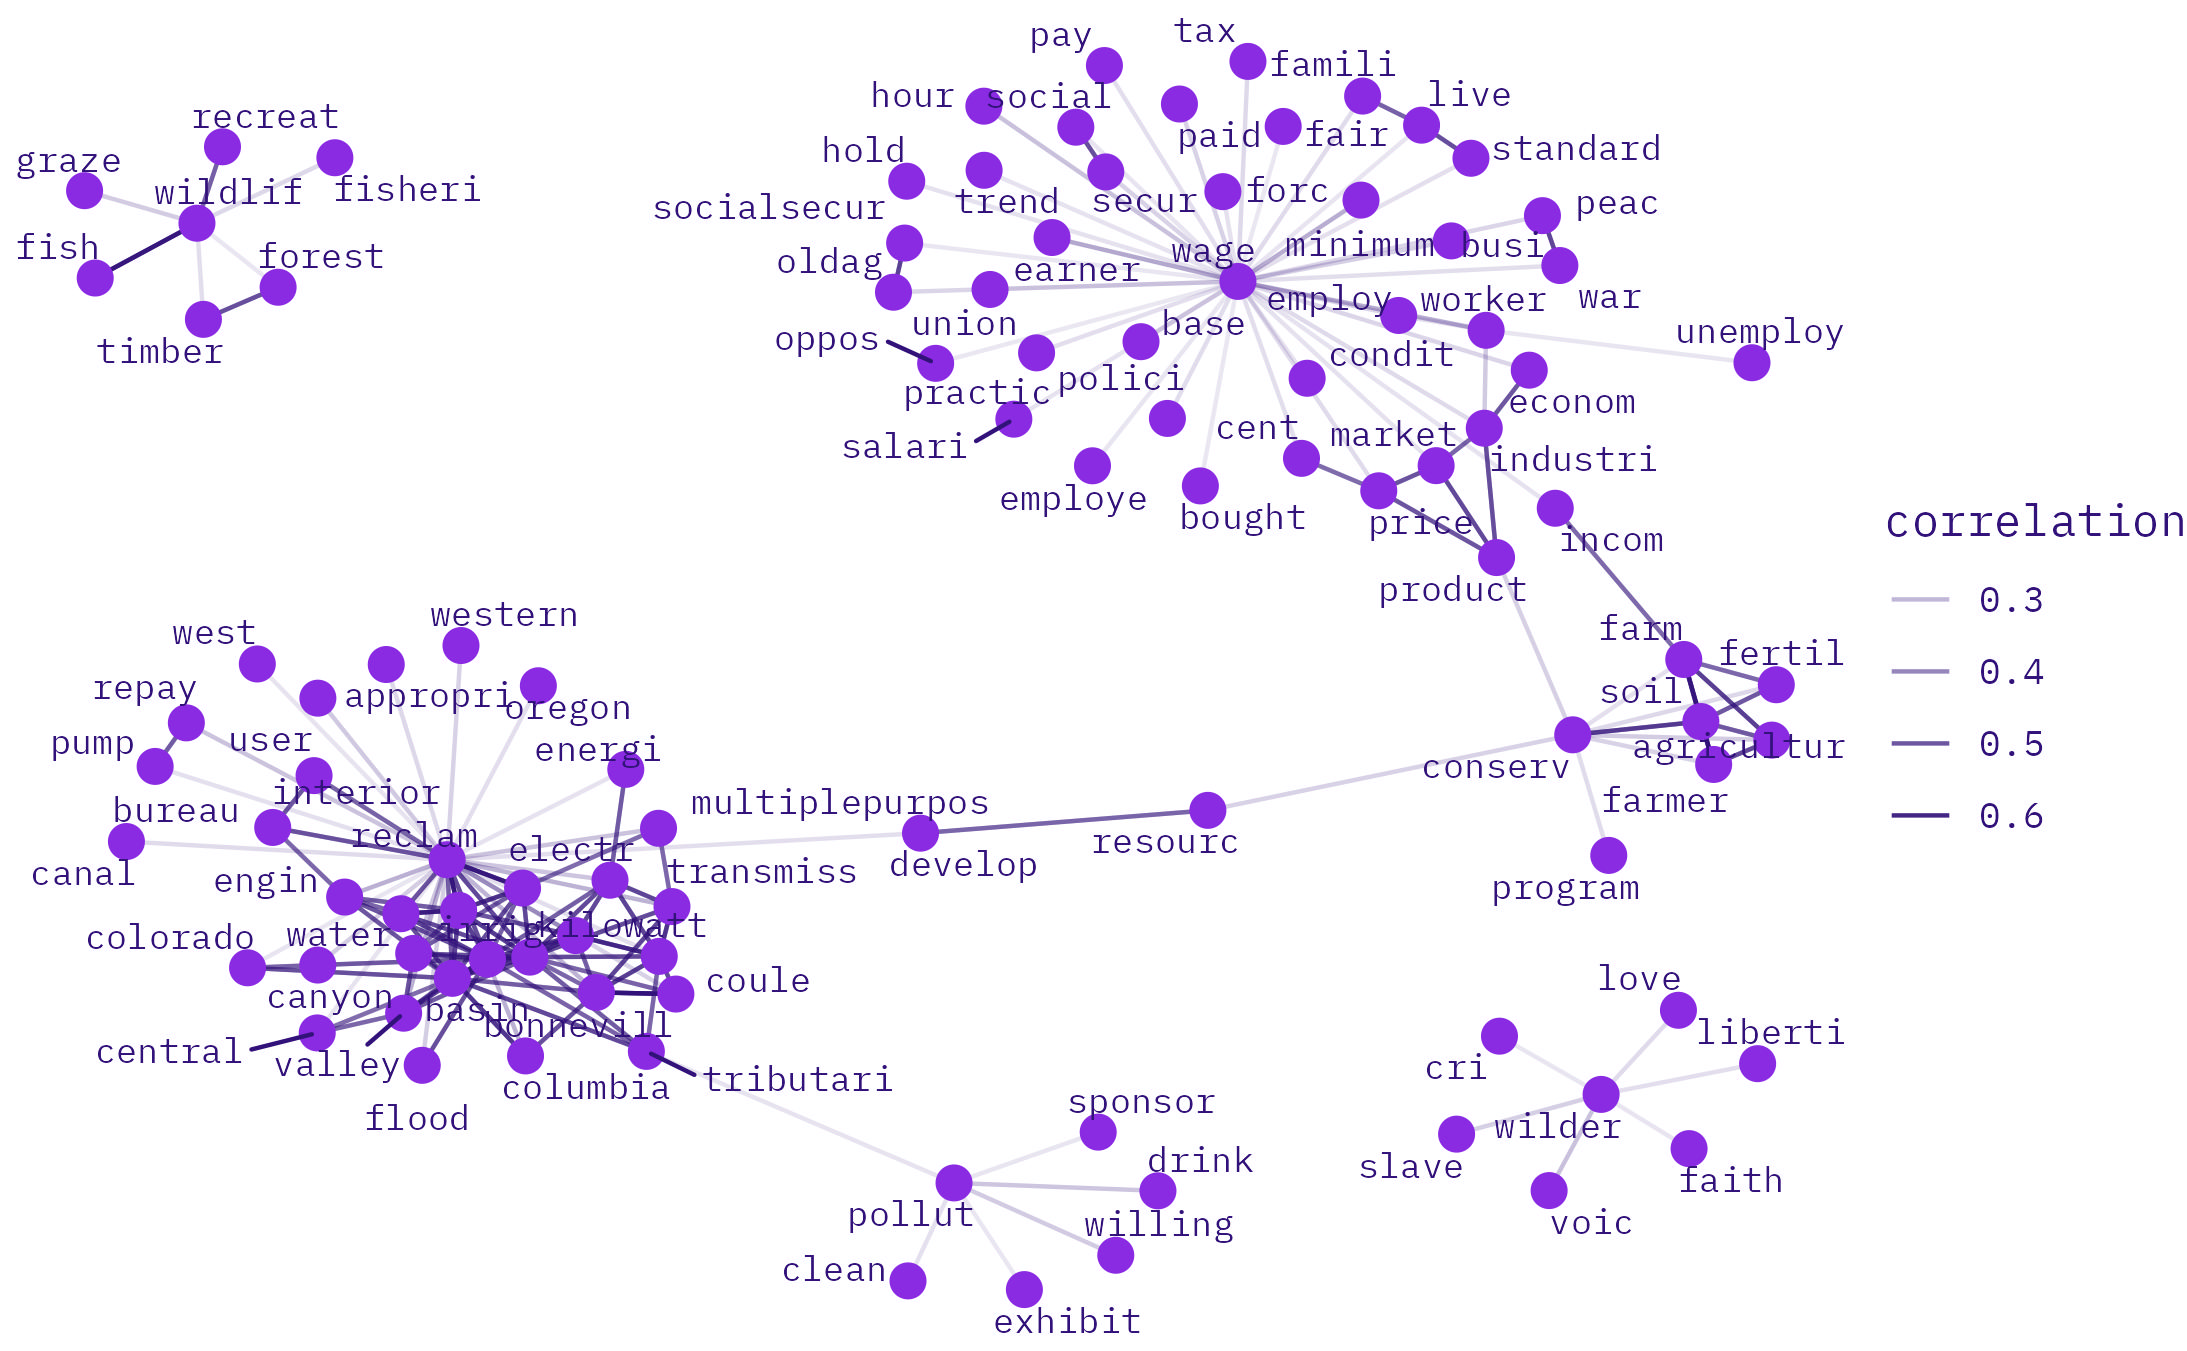 pay
tax
famili
live
hour
social
recreat
paid
fair
standard
hold
graze
wildlif
fisheri
trend
secur
forc
peac
socialsecur
fish
forest
oldag
earner
wage
minimum
busi
war
employ
worker
union
base
unemploy
timber
oppos
condit
practic
polici
econom
salari
cent
market
industri
employe
bought
price
incom
correlation
product
0.3
0.4
0.5
0.6
western
west
farm
fertil
repay
appropri
oregon
soil
pump
user
energi
agricultur
conserv
interior
multiplepurpos
farmer
bureau
reclam
electr
resourc
develop
canal
engin
transmiss
program
colorado
water
irrig
kilowatt
canyon
basin
coule
love
bonnevill
liberti
central
valley
cri
columbia
tributari
flood
sponsor
wilder
drink
slave
faith
pollut
willing
voic
clean
exhibit